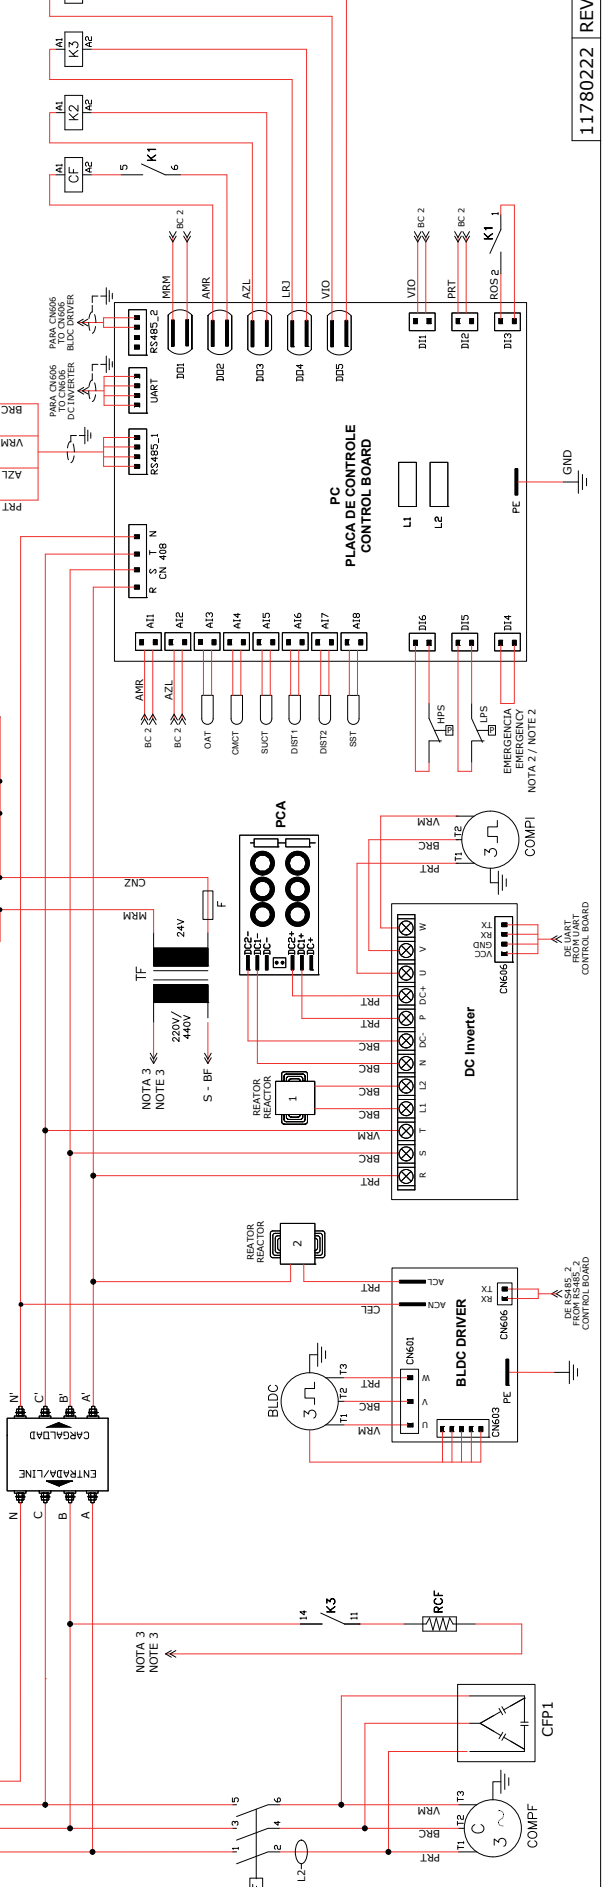 11780222 REV
A1 K3 A2
A1 K2 A2
A1 CF A2
5 K1 6
BC 2
MRM
AMR
AZL
LRJ
VIO
DO1
DO2
DO3
DO4
DO5
PARA CN606
TO CN606
BLDC DRIVER
RS485_2
PARA CN606
TO CN606
DC INVERTER
UART
RS485_1
BRC
VRM
AZL
PRT
R S T N
CN 408
BC 2
VIO
BC 2
PRT
K1 1
ROS 2
DI1
DI2
DI3
PC
PLACA DE CONTROLE
CONTROL BOARD
L1
L2
PE
GND
AI1
AI2
AI3
AI4
AI5
AI6
AI7
AI8
DI6
DI5
DI4
AMR
BC 2
AZL
BC 2
OAT
CMCT
SUCT
DIST1
DIST2
SST
HPS
P
LPS
P
EMERGENCIA
EMERGENCY
NOTA 2 / NOTE 2
CNZ
MRM
TF
24V
220V/
440V
F
NOTA 3
NOTE 3
S - BF
PCA
DC2-
DC1-
DC-
DC2+
DC1+
DC+
VRM
BRC
PRT
T1
T2
3
COMPI
PRT
PRT
BRC
BRC
BRC
BRC
VRM
BRC
PRT
W
V
U
DC+
P
DC-
N
L2
L1
T
S
R
REATOR
REACTOR
1
DC Inverter
CN606
VCC
GND
RX
TX
DE UART
FROM UART
CONTROL BOARD
REATOR
REACTOR
2
PRT
CEL
ACL
ACN
BLDC DRIVER
CN606
RX
TX
DE RS485_2
FROM RS485_2
CONTROL BOARD
BLDC
3
T1 T2 T3
VRM
BRC
PRT
CN601
U V W
CN603
PE
N'
C'
B'
A'
CARGA/LOAD
ENTRADA/LINE
N
C
B
A
NOTA 3
NOTE 3
14 K3 11
RCF
CFP1
5 6
3 4
1 2
L2
VRM
BRC
PRT
T1 T2 T3
C
3
COMPF